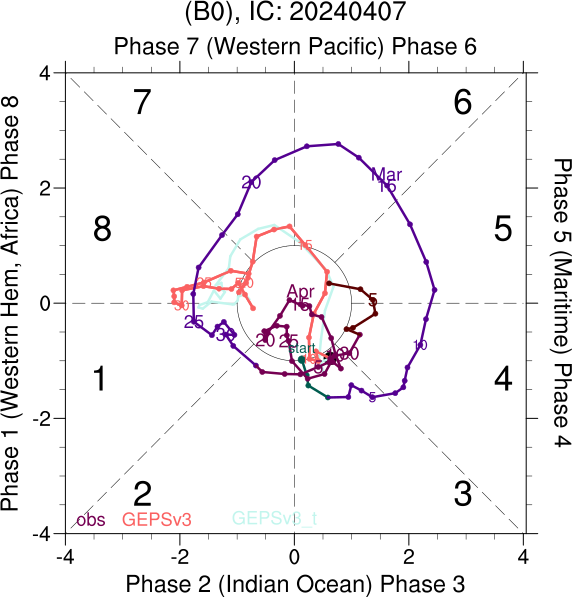 (B0), IC: 20240407
Phase 7 (Western Pacific) Phase 6
Phase 1 (Western Hem, Africa) Phase 8
Phase 5 (Maritime) Phase 4
4
2
0
-2
-4
7
6
8
5
1
4
2
3
20
Mar
15
15
Apr
15
5
25
20
25
10
5
start
obs
GEPSv3
GEPSv3_t
-4
-2
0
2
4
Phase 2 (Indian Ocean) Phase 3